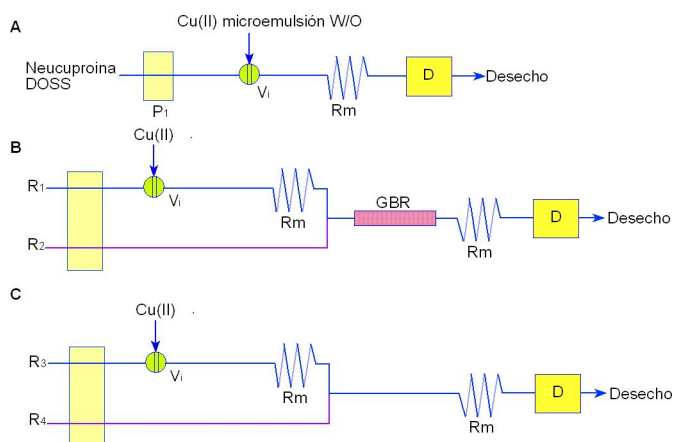 A
Cu(II) microemulsión W/O
Neucuproina
DOSS
P1
Vi
Rm
D
Desecho
B
Cu(II) .
R1
R2
Vi
Rm
GBR
Rm
D
Desecho
C
Cu(II) .
R3
R4
Vi
Rm
Rm
D
Desecho